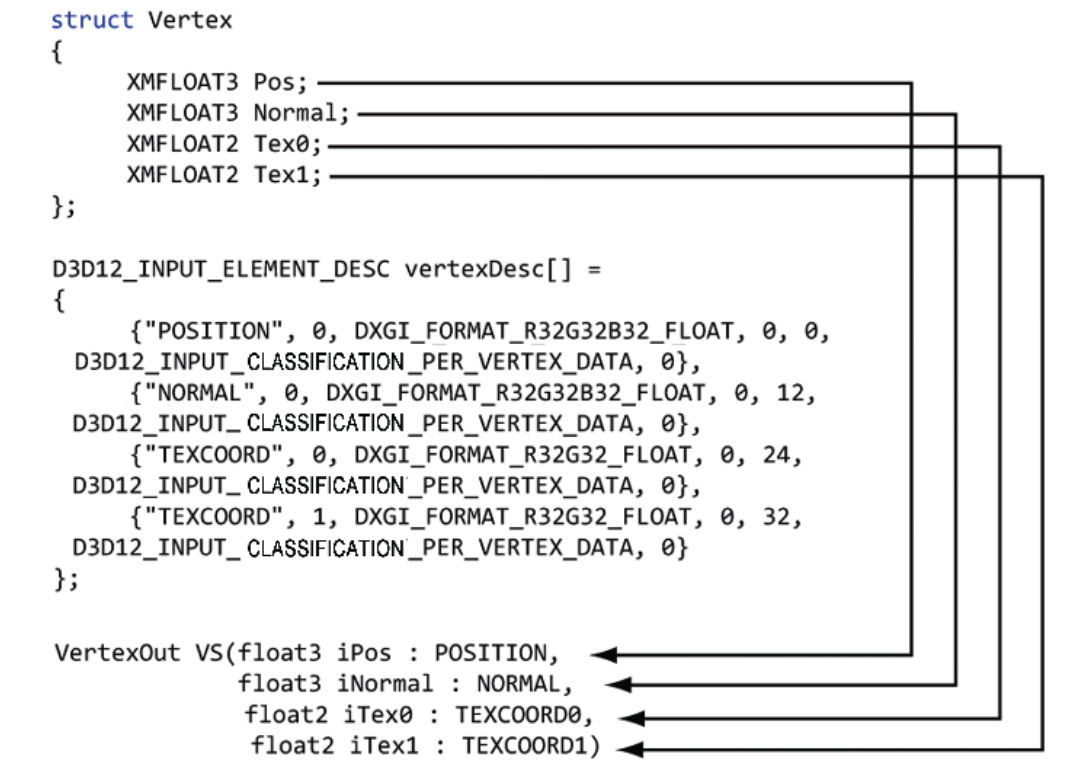 struct Vertex
{
XMFLOAT3 Pos;
XMFLOAT3 Normal;
XMFLOAT2 Tex0;
XMFLOAT2 Tex1;
};
D3D12_INPUT_ELEMENT_DESC vertexDesc[] =
{
{"POSITION", 0, DXGI_FORMAT_R32G32B32_FLOAT, 0, 0,
D3D12_INPUT_CLASSIFICATION_PER_VERTEX_DATA, 0},
{"NORMAL", 0, DXGI_FORMAT_R32G32B32_FLOAT, 0, 12,
D3D12_INPUT_CLASSIFICATION_PER_VERTEX_DATA, 0},
{"TEXCOORD", 0, DXGI_FORMAT_R32G32_FLOAT, 0, 24,
D3D12_INPUT_CLASSIFICATION_PER_VERTEX_DATA, 0},
{"TEXCOORD", 1, DXGI_FORMAT_R32G32_FLOAT, 0, 32,
D3D12_INPUT_CLASSIFICATION_PER_VERTEX_DATA, 0}
};
VertexOut VS(float3 iPos : POSITION,
float3 iNormal : NORMAL,
float2 iTex0 : TEXCOORD0,
float2 iTex1 : TEXCOORD1)